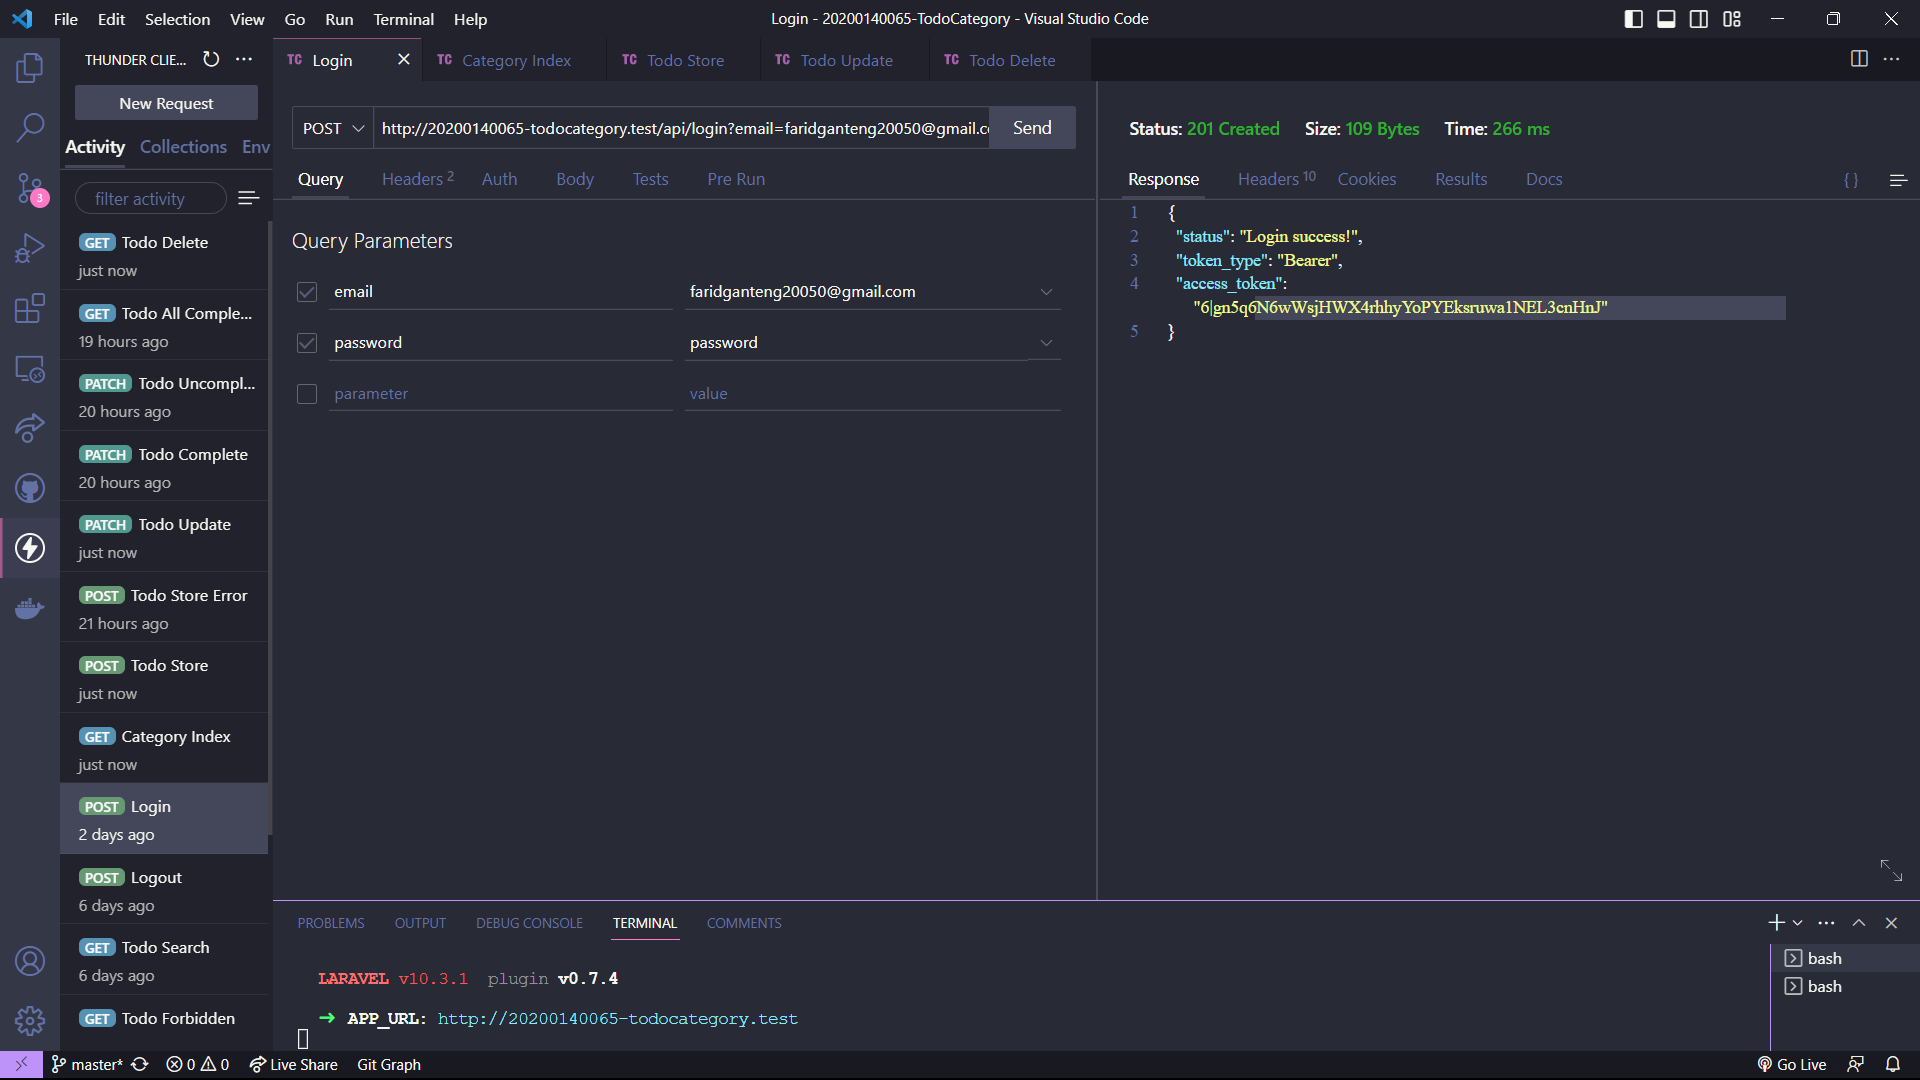 File Edit Selection View Go Run Terminal Help
Login - 20200140065-TodoCategory - Visual Studio Code
THUNDER CLIE...
New Request
Activity Collections Env
filter activity
GET Todo Delete
just now
GET Todo All Comple...
19 hours ago
PATCH Todo Uncompl...
20 hours ago
PATCH Todo Complete
20 hours ago
PATCH Todo Update
just now
POST Todo Store Error
21 hours ago
POST Todo Store
just now
GET Category Index
just now
POST Login
2 days ago
POST Logout
6 days ago
GET Todo Search
6 days ago
GET Todo Forbidden
3
TC Login TC Category Index TC Todo Store TC Todo Update TC Todo Delete
POST http://20200140065-todocategory.test/api/login?email=faridganteng20050@gmail.c Send
Query Headers 2 Auth Body Tests Pre Run
Query Parameters
email faridganteng20050@gmail.com
password password
parameter value
Status: 201 Created Size: 109 Bytes Time: 266 ms
Response Headers 10 Cookies Results Docs { }
1 {
2 "status": "Login success!",
3 "token_type": "Bearer",
4 "access_token":
"6|gn5q6N6wWsjHWX4rhhyYoPYEksruwa1NEL3cnHnJ"
5 }
PROBLEMS OUTPUT DEBUG CONSOLE TERMINAL COMMENTS
LARAVEL v10.3.1 plugin v0.7.4
➜ APP_URL: http://20200140065-todocategory.test
bash
bash
master* 0 0 Live Share Git Graph Go Live